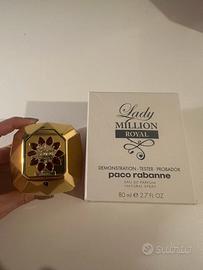 Lady
MILLION
ROYAL
DEMONSTRATION - TESTER - PROBADOR
paco rabanne
EAU DE PARFUM
NATURAL SPRAY
80 ml ℮ 2.7 FL.OZ
subito